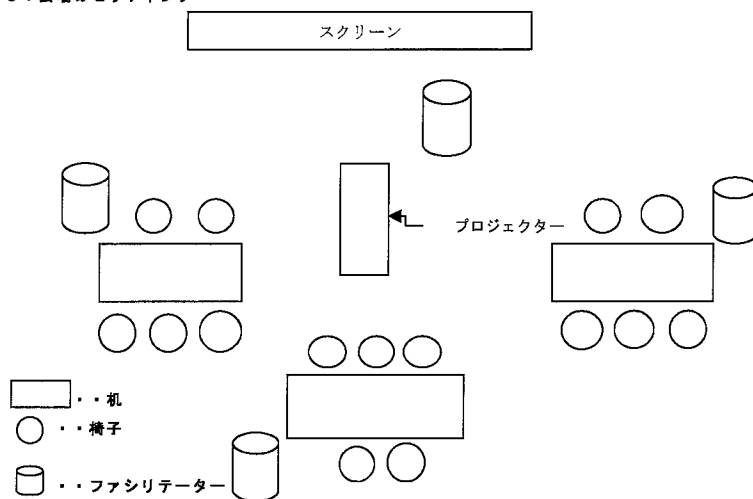 スクリーン
プロジェクター
・・机
・・椅子
・・ファシリテーター